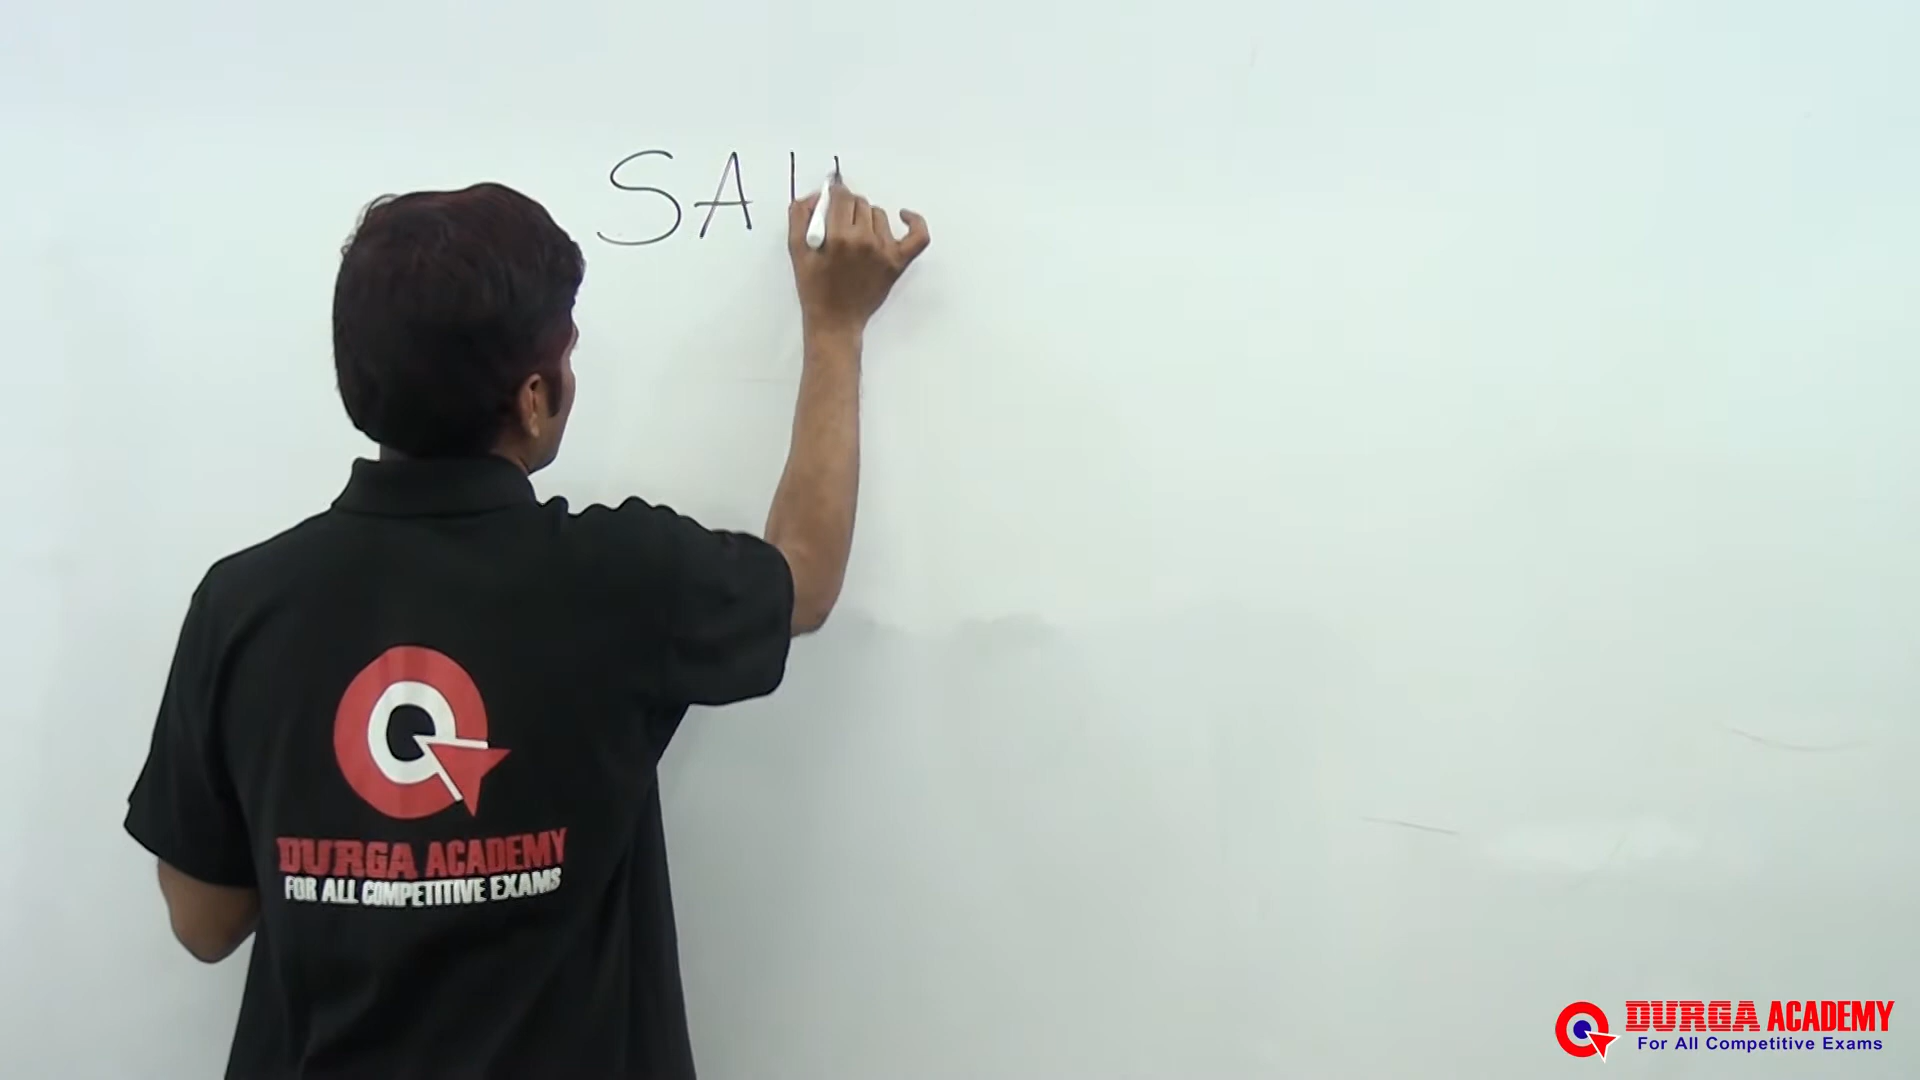 SA
DURGA ACADEMY
FOR ALL COMPETITIVE EXAMS
DURGA ACADEMY
For All Competitive Exams